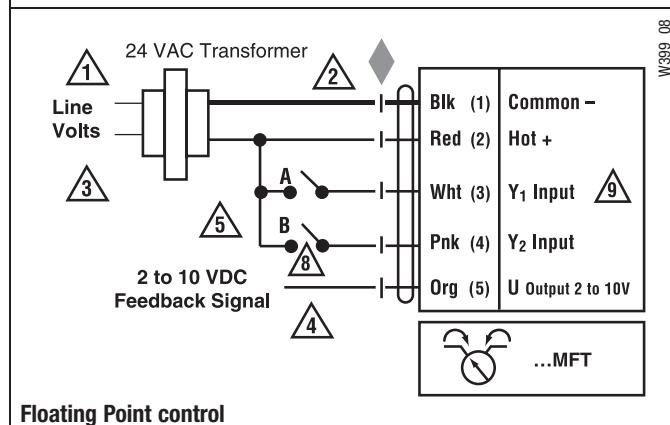 W399_08
24 VAC Transformer
1
2
Line
Volts
3
Blk (1) Common –
Red (2) Hot +
A
Wht (3) Y₁ Input 9
5
B
Pnk (4) Y₂ Input
8
2 to 10 VDC
Feedback Signal
Org (5) U Output 2 to 10V
4
...MFT
Floating Point control